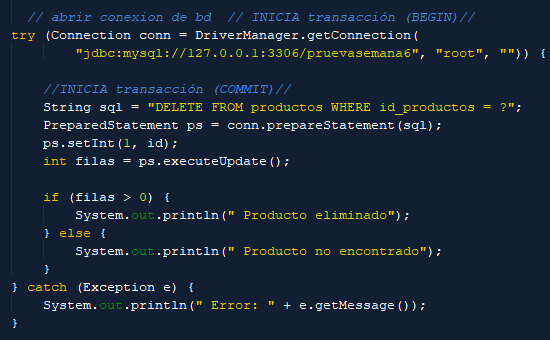 // abrir conexion de bd  // INICIA transacción (BEGIN)//
try (Connection conn = DriverManager.getConnection(
        "jdbc:mysql://127.0.0.1:3306/pruevasemana6", "root", "")) {
    //INICIA transacción (COMMIT)//
    String sql = "DELETE FROM productos WHERE id_productos = ?";
    PreparedStatement ps = conn.prepareStatement(sql);
    ps.setInt(1, id);
    int filas = ps.executeUpdate();
    if (filas > 0) {
        System.out.println(" Producto eliminado");
    } else {
        System.out.println(" Producto no encontrado");
    }
} catch (Exception e) {
    System.out.println(" Error: " + e.getMessage());
}